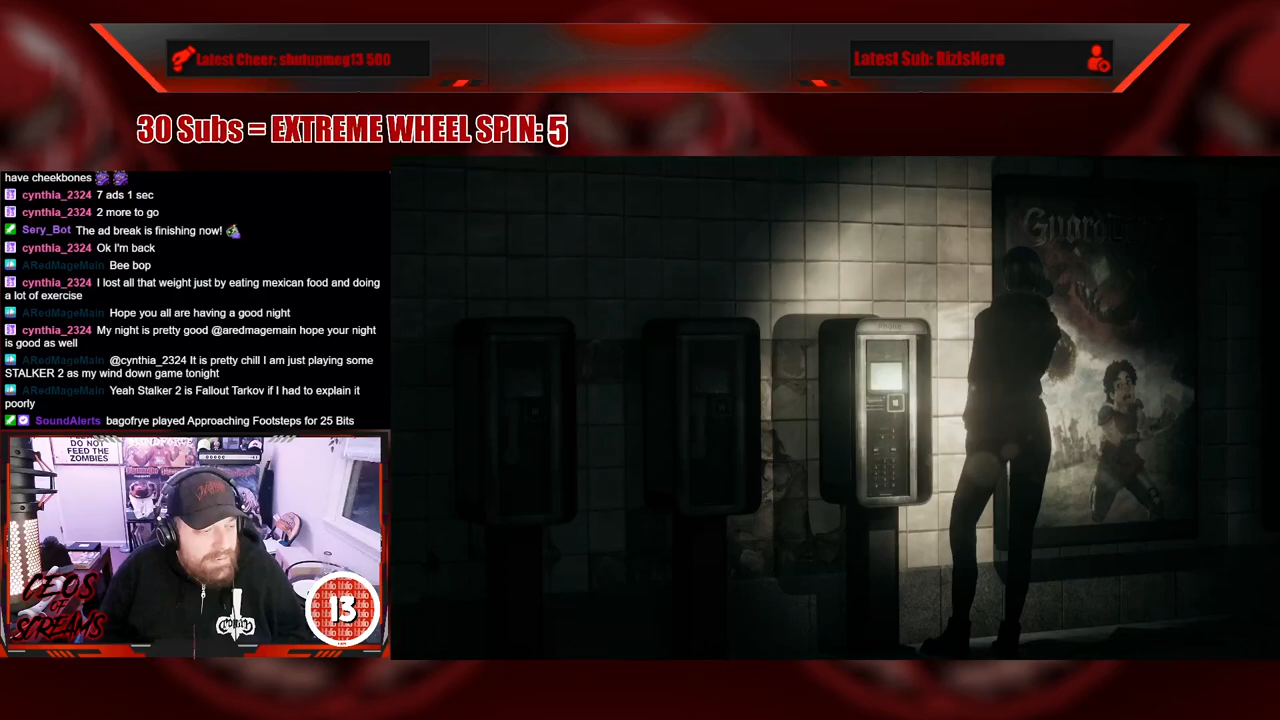 Latest Cheer: shutupmeg13 500
Latest Sub: RizIsHere
30 Subs = EXTREME WHEEL SPIN: 5
have cheekbones
cynthia_2324 7 ads 1 sec
cynthia_2324 2 more to go
Sery_Bot The ad break is finishing now!
cynthia_2324 Ok I'm back
ARedMageMain Bee bop
cynthia_2324 I lost all that weight just by eating mexican food and doing
a lot of exercise
ARedMageMain Hope you all are having a good night
cynthia_2324 My night is pretty good @aredmagemain hope your night
is good as well
ARedMageMain @cynthia_2324 It is pretty chill I am just playing some
STALKER 2 as my wind down game tonight
ARedMageMain Yeah Stalker 2 is Fallout Tarkov if I had to explain it
poorly
SoundAlerts bagofrye played Approaching Footsteps for 25 Bits
DO NOT
FEED THE
ZOMBIES
CEOS
OF
STREAMS
13
Phone